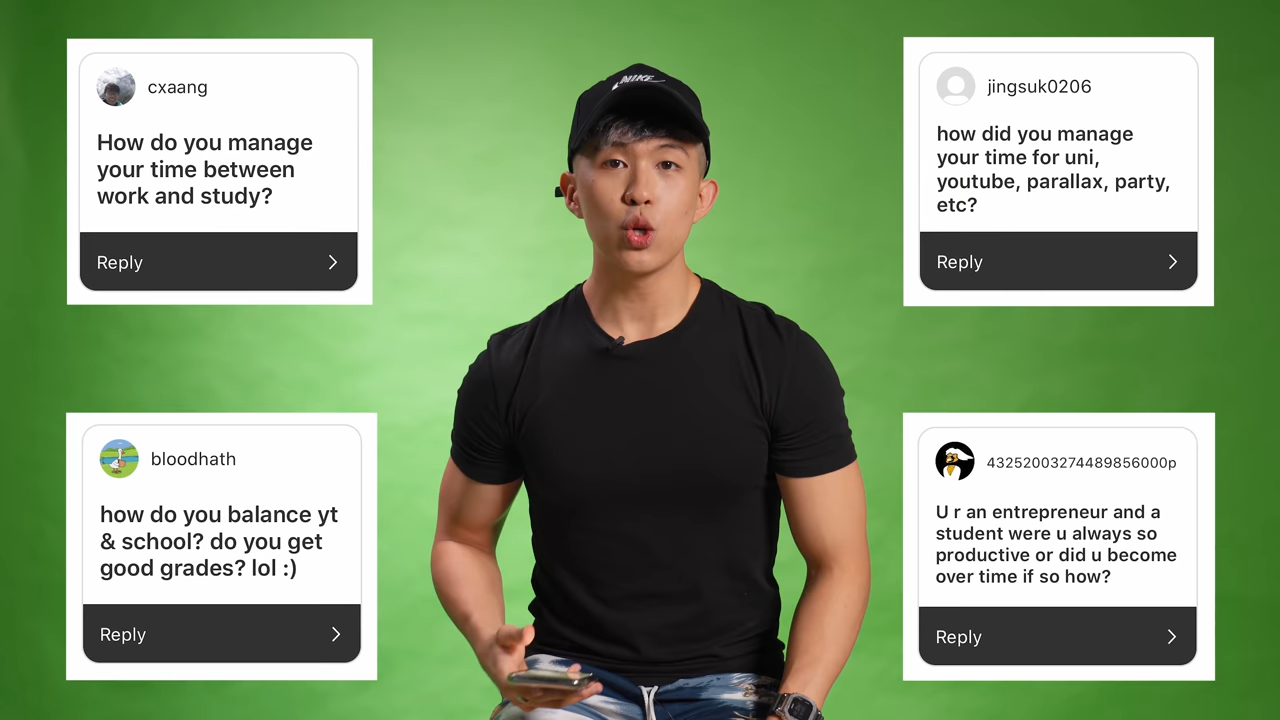 cxaang
How do you manage
your time between
work and study?
Reply
NIKE
jingsuk0206
how did you manage
your time for uni,
youtube, parallax, party,
etc?
Reply
bloodhath
how do you balance yt
& school? do you get
good grades? lol :)
Reply
43252003274489856000p
U r an entrepreneur and a
student were u always so
productive or did u become
over time if so how?
Reply